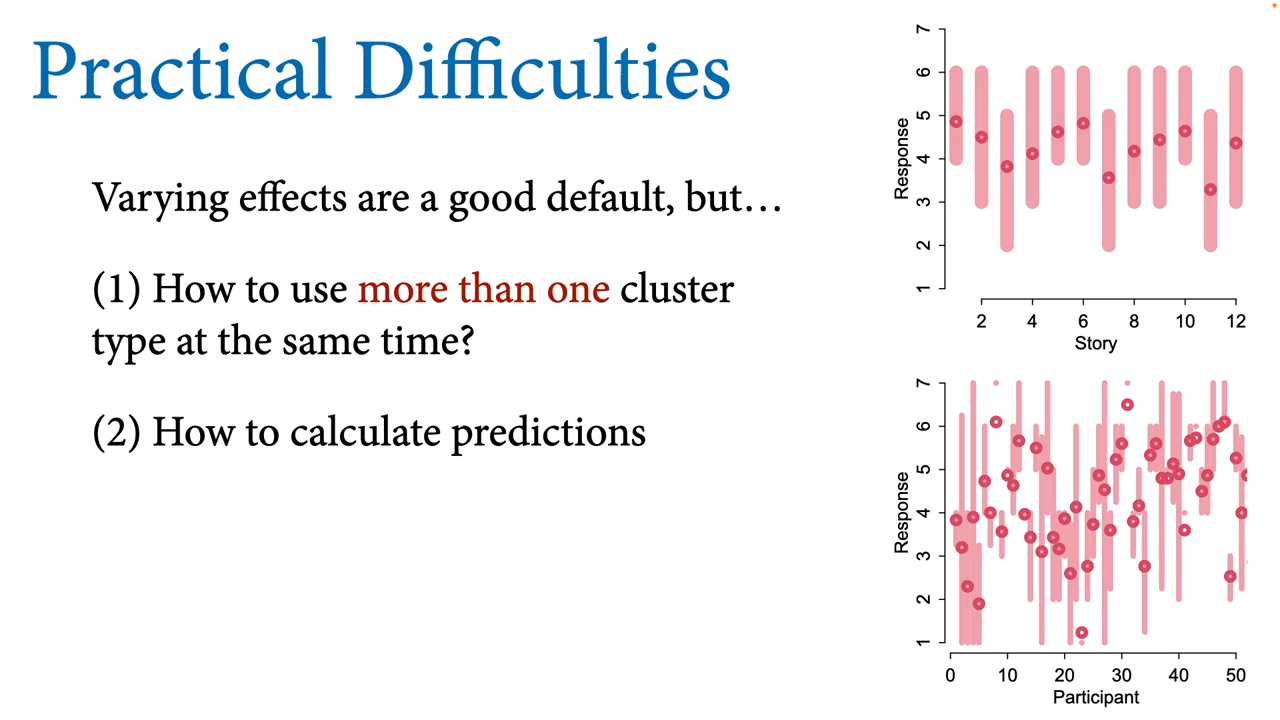 Practical Difficulties
Varying effects are a good default, but…
(1) How to use more than one cluster
type at the same time?
(2) How to calculate predictions
7
6
5
4
3
2
1
Response
2 4 6 8 10 12
Story
7
6
5
4
3
2
1
Response
0 10 20 30 40 50
Participant